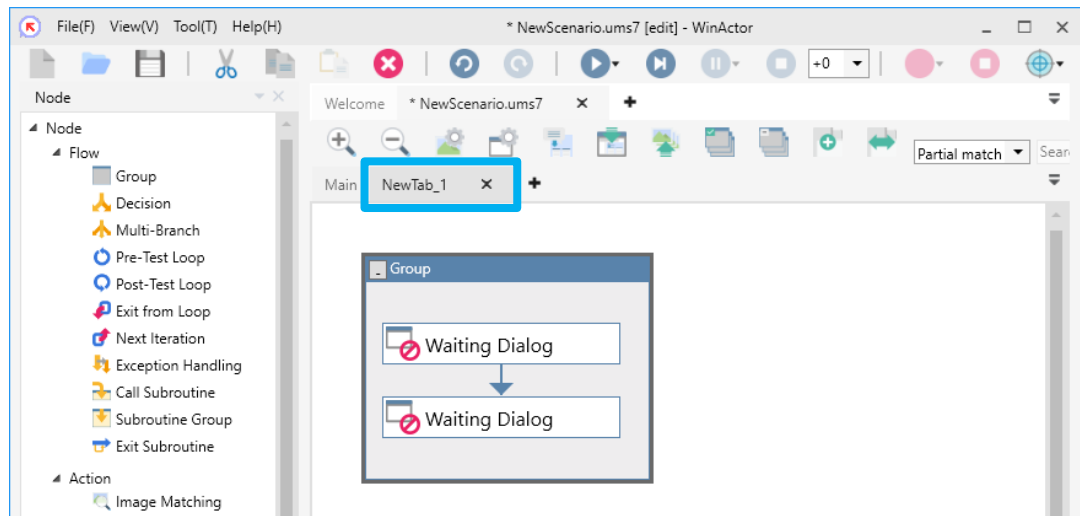 File(F) View(V) Tool(T) Help(H) * NewScenario.ums7 [edit] - WinActor
+0
Node
Welcome * NewScenario.ums7
Node
Flow
Group
Decision
Multi-Branch
Pre-Test Loop
Post-Test Loop
Exit from Loop
Next Iteration
Exception Handling
Call Subroutine
Subroutine Group
Exit Subroutine
Action
Image Matching
Partial match Sear
Main NewTab_1
Group
Waiting Dialog
Waiting Dialog